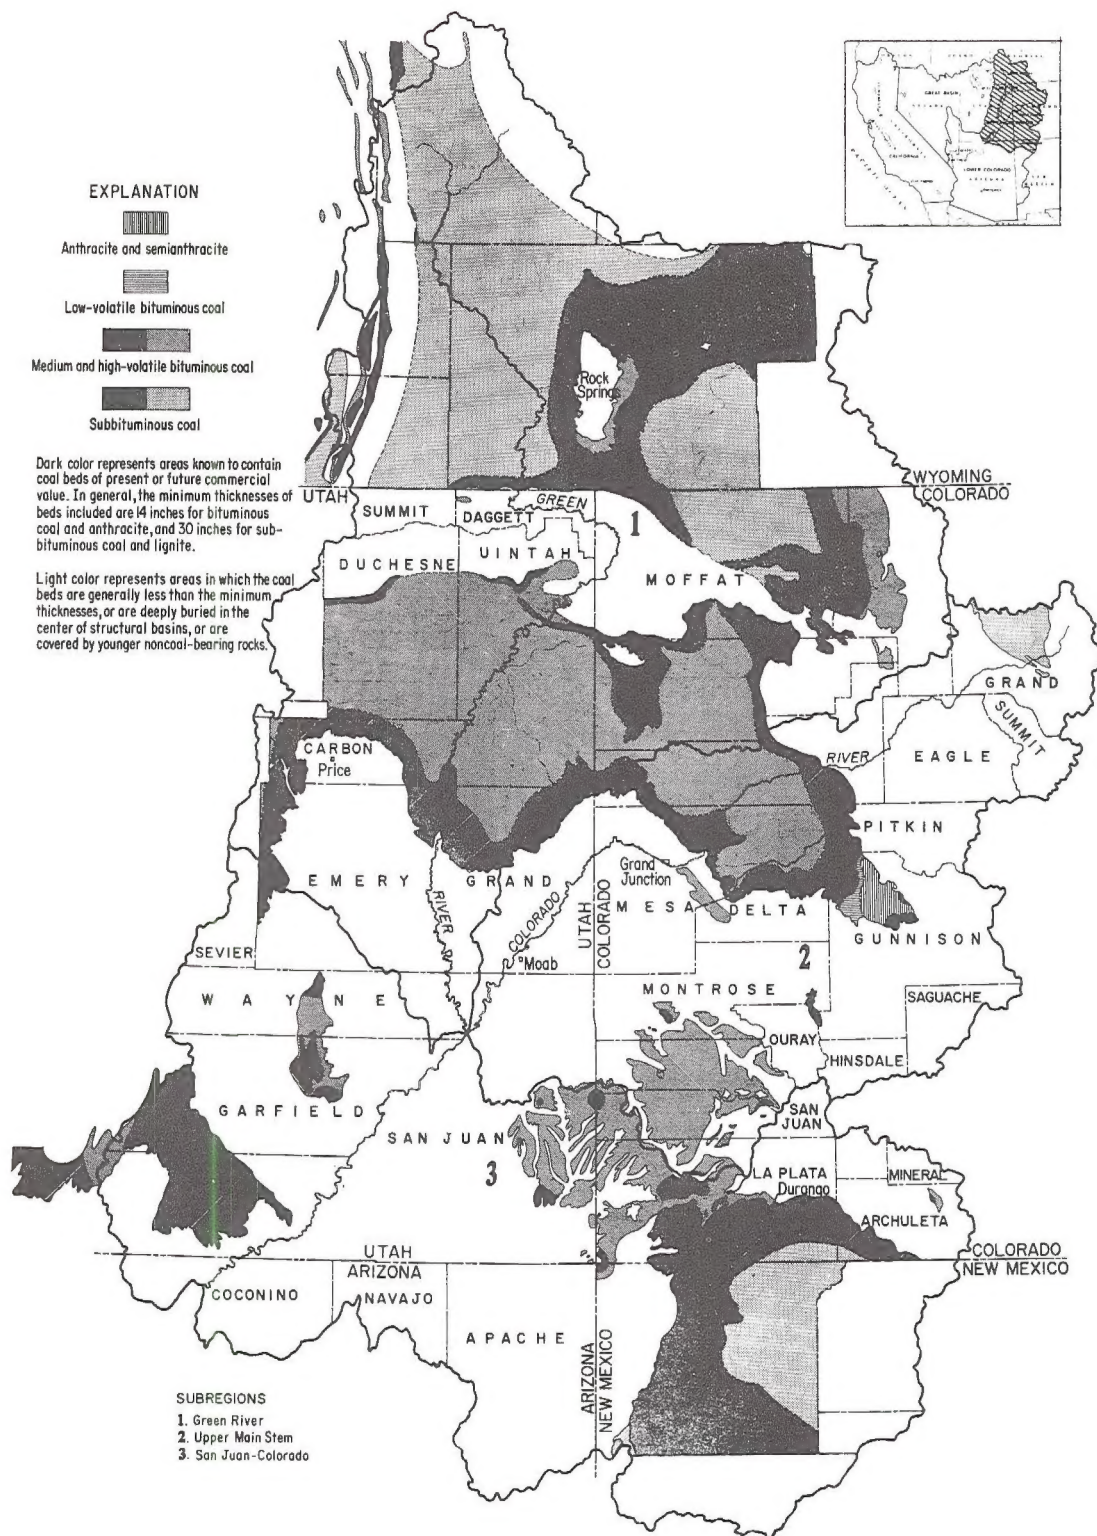 EXPLANATION
Anthracite and semianthracite
Low-volatile bituminous coal
Medium and high-volatile bituminous coal
Subbituminous coal
Dark color represents areas known to contain
coal beds of present or future commercial
value. In general, the minimum thicknesses of
beds included are 14 inches for bituminous
coal and anthracite, and 30 inches for sub-
bituminous coal and lignite.
Light color represents areas in which the coal
beds are generally less than the minimum
thicknesses, or are deeply buried in the
center of structural basins, or are
covered by younger noncoal-bearing rocks.
GREAT BASIN
CALIFORNIA
LOWER COLORADO
ARIZONA
Rock
Springs
WYOMING
COLORADO
UTAH
GREEN
SUMMIT
DAGGETT
1
UINTAH
DUCHESNE
MOFFAT
GRAND
SUMMIT
CARBON
Price
RIVER
EAGLE
PITKIN
Grand
Junction
EMERY
GRAND
RIVER
COLORADO
UTAH
COLORADO
MESA
DELTA
GUNNISON
SEVIER
Moab
2
WAYNE
MONTROSE
SAGUACHE
OURAY
HINSDALE
GARFIELD
SAN JUAN
SAN
JUAN
3
LA PLATA
Durango
MINERAL
ARCHULETA
UTAH
ARIZONA
COLORADO
NEW MEXICO
COCONINO
NAVAJO
APACHE
ARIZONA
NEW MEXICO
SUBREGIONS
1. Green River
2. Upper Main Stem
3. San Juan-Colorado